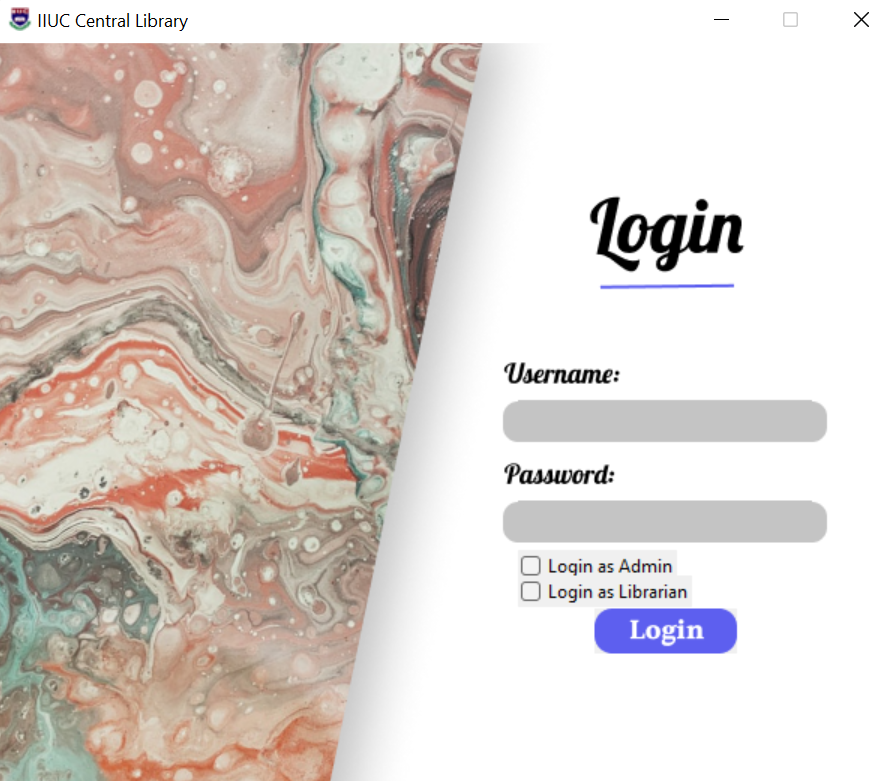 IIUC Central Library
Login
Username:
Password:
Login as Admin
Login as Librarian
Login